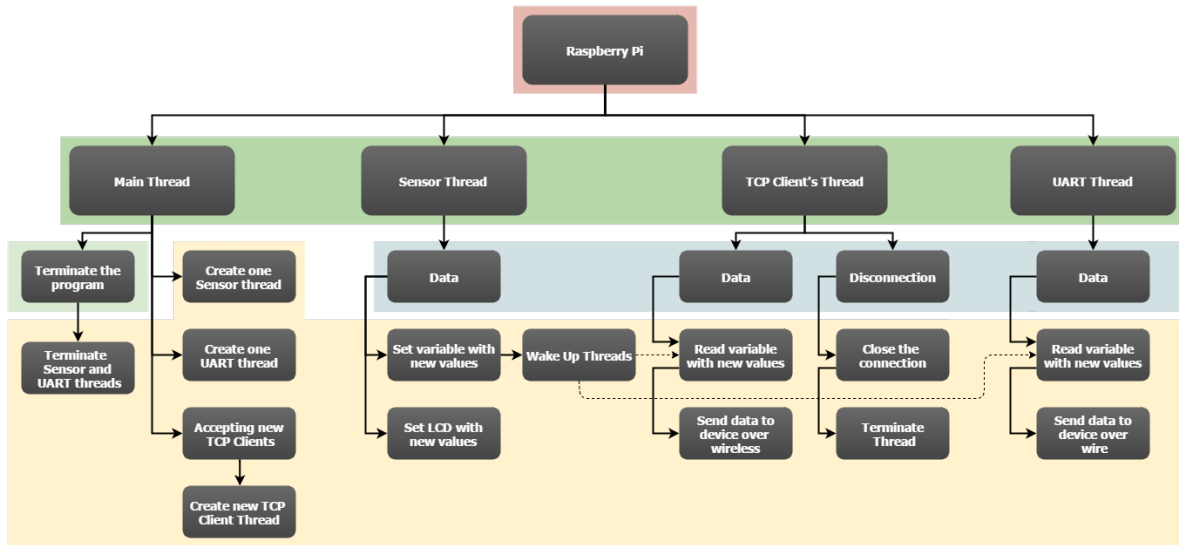 Raspberry Pi
Main Thread
Sensor Thread
TCP Client's Thread
UART Thread
Terminate the
program
Create one
Sensor thread
Data
Data
Disconnection
Data
Terminate
Sensor and
UART threads
Create one
UART thread
Set variable with
new values
Wake Up Threads
Read variable
with new values
Close the
connection
Read variable
with new values
Accepting new
TCP Clients
Set LCD with
new values
Send data to
device over
wireless
Terminate
Thread
Send data to
device over
wire
Create new TCP
Client Thread